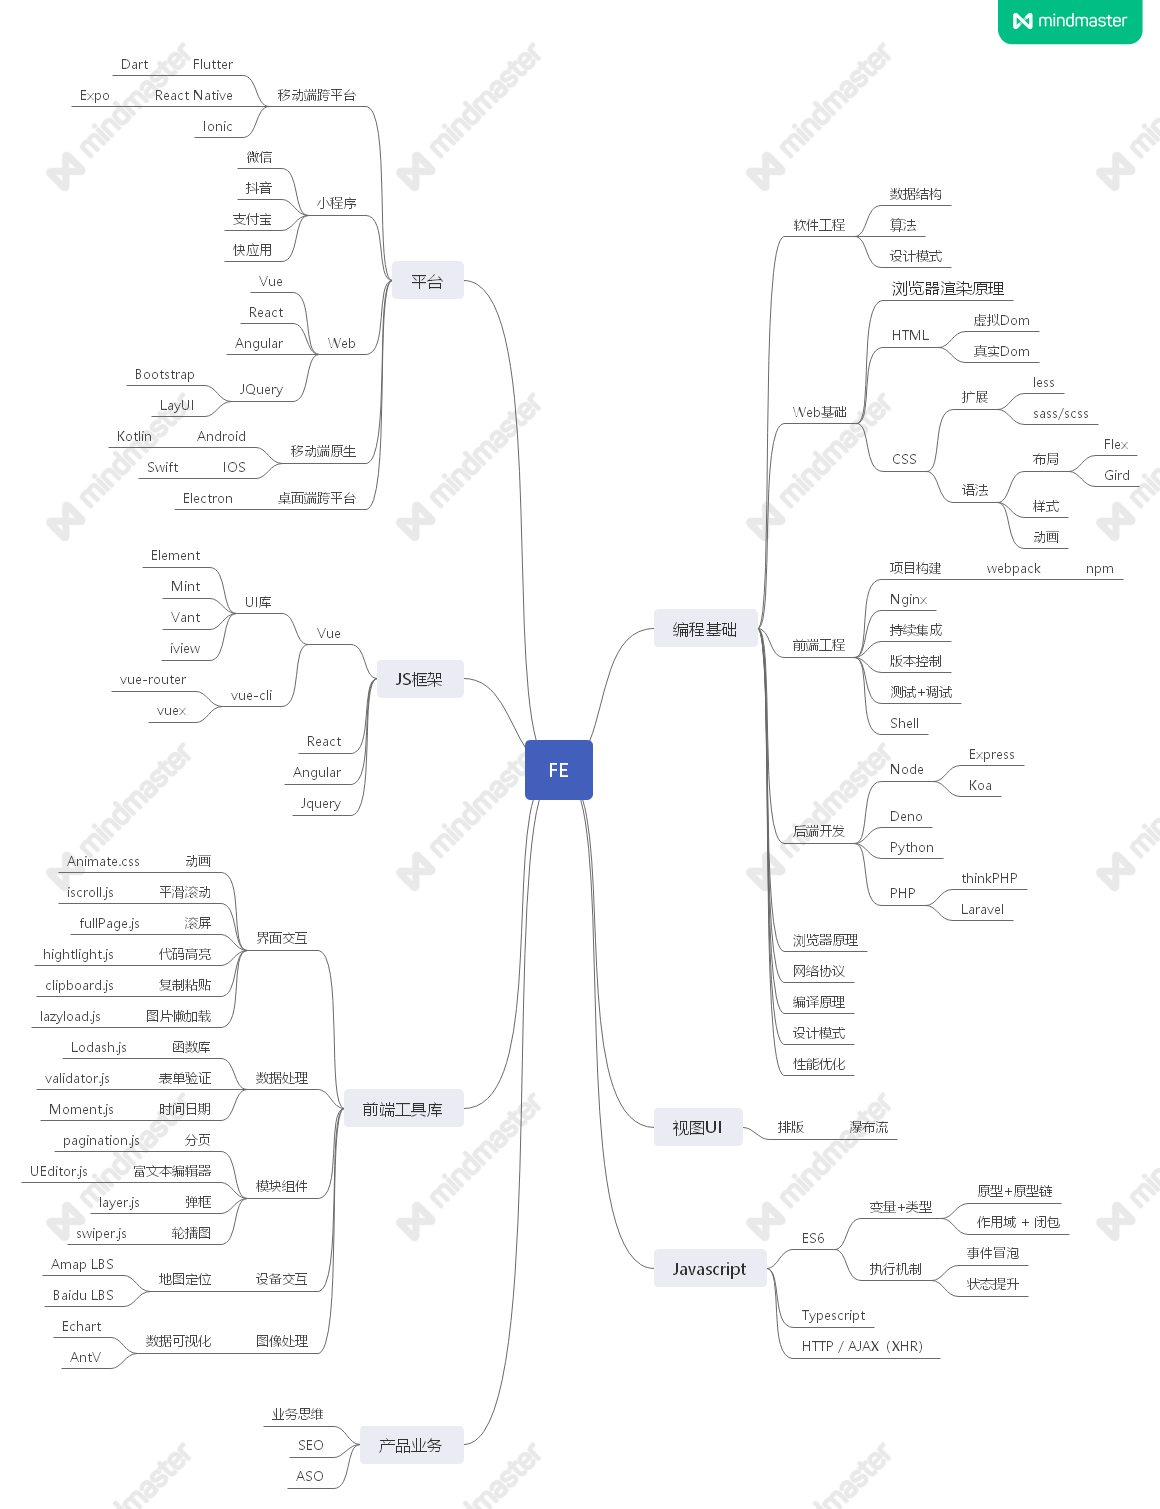 mindmaster
FE
平台
移动端跨平台
Flutter
Dart
React Native
Expo
Ionic
小程序
微信
抖音
支付宝
快应用
Web
Vue
React
Angular
JQuery
Bootstrap
LayUI
移动端原生
Android
Kotlin
IOS
Swift
桌面端跨平台
Electron
JS框架
Vue
UI库
Element
Mint
Vant
iview
vue-cli
vue-router
vuex
React
Angular
Jquery
前端工具库
界面交互
动画
Animate.css
平滑滚动
iscroll.js
滚屏
fullPage.js
代码高亮
hightlight.js
复制粘贴
clipboard.js
图片懒加载
lazyload.js
数据处理
函数库
Lodash.js
表单验证
validator.js
时间日期
Moment.js
模块组件
分页
pagination.js
富文本编辑器
UEditor.js
弹框
layer.js
轮播图
swiper.js
设备交互
地图定位
Amap LBS
Baidu LBS
图像处理
数据可视化
Echart
AntV
产品业务
业务思维
SEO
ASO
编程基础
软件工程
数据结构
算法
设计模式
Web基础
浏览器渲染原理
HTML
虚拟Dom
真实Dom
CSS
扩展
less
sass/scss
语法
布局
Flex
Gird
样式
动画
前端工程
项目构建
webpack
npm
Nginx
持续集成
版本控制
测试+调试
Shell
后端开发
Node
Express
Koa
Deno
Python
PHP
thinkPHP
Laravel
浏览器原理
网络协议
编译原理
设计模式
性能优化
视图UI
排版
瀑布流
Javascript
ES6
变量+类型
原型+原型链
作用域 + 闭包
执行机制
事件冒泡
状态提升
Typescript
HTTP / AJAX（XHR）